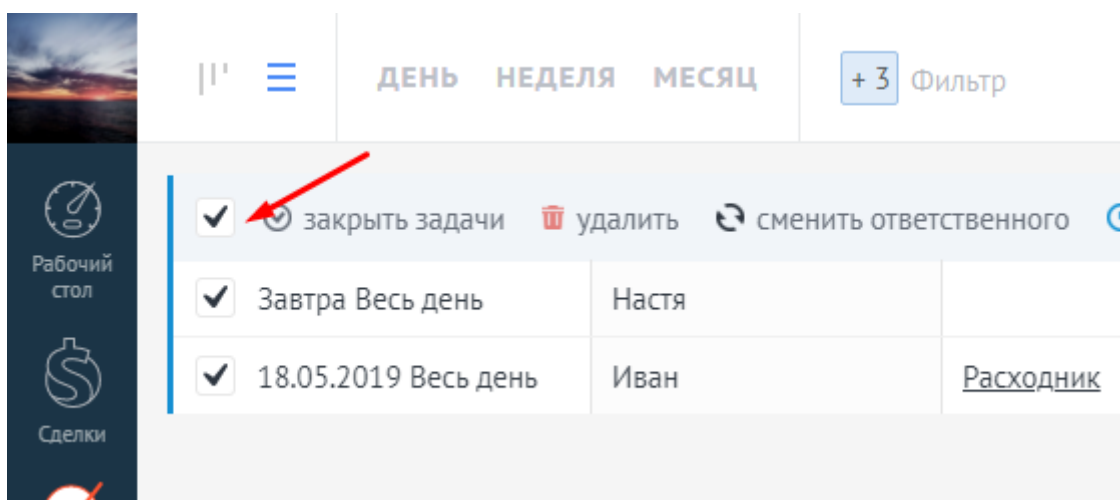 ДЕНЬ НЕДЕЛЯ МЕСЯЦ + 3 Фильтр
закрыть задачи удалить сменить ответственного
Рабочий
стол
Завтра Весь день Настя
18.05.2019 Весь день Иван Расходник
Сделки